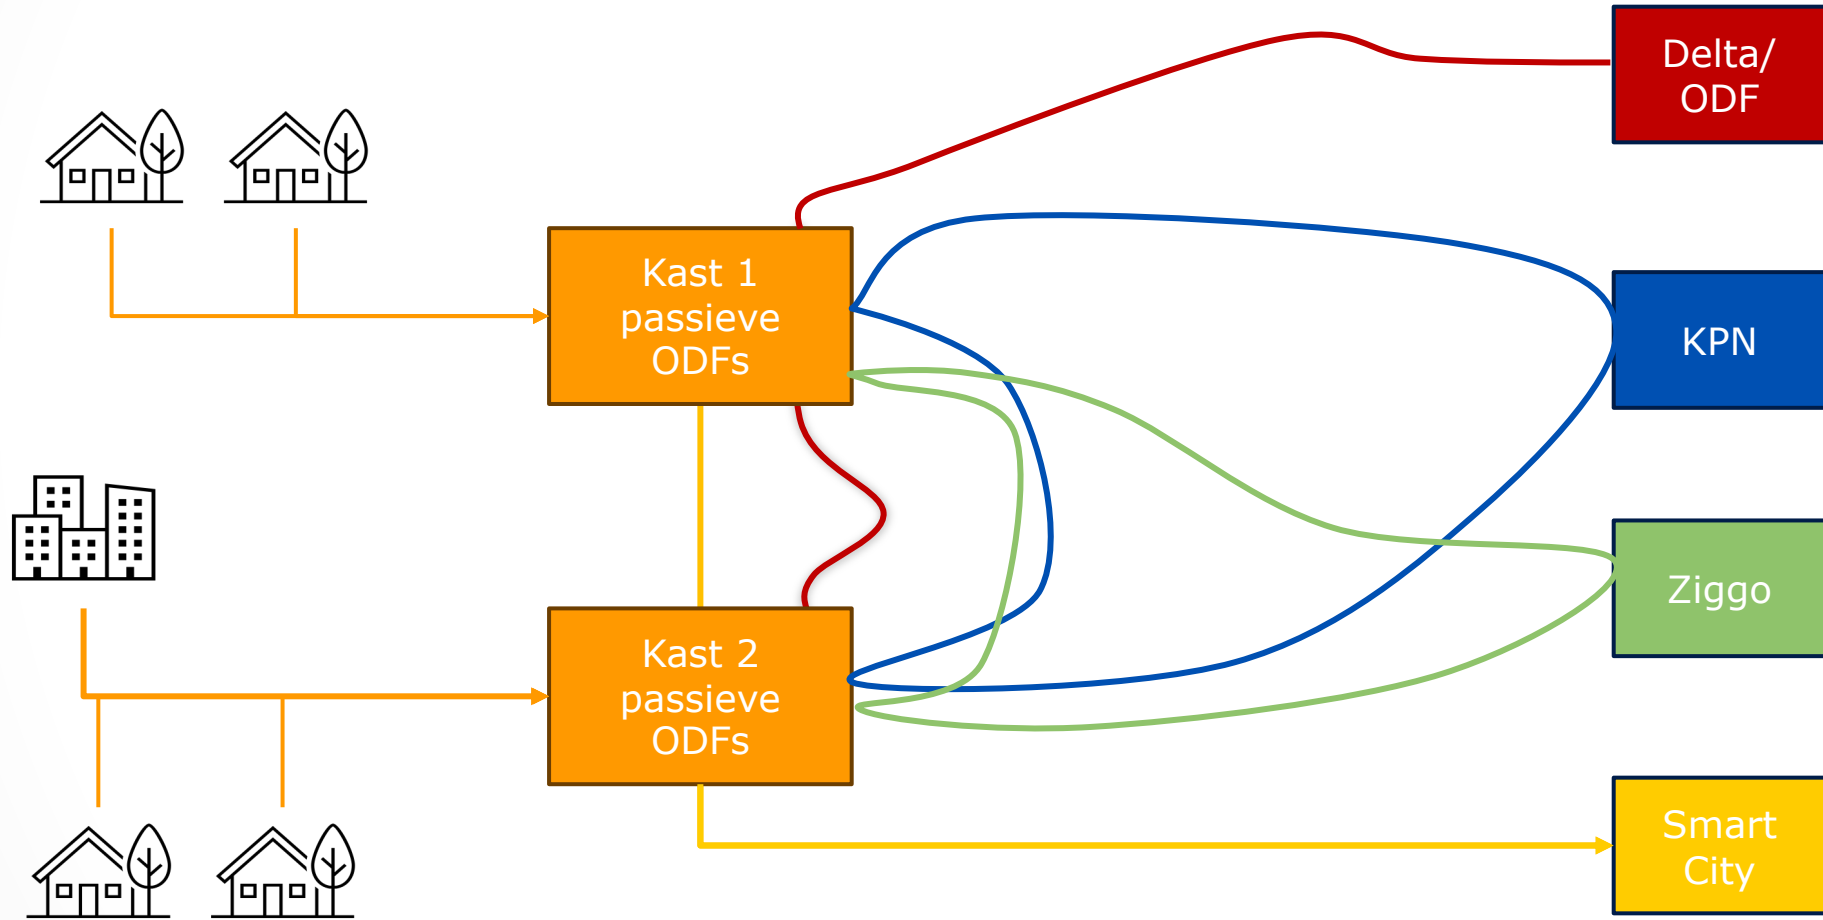 Delta/
ODF
Kast 1
passieve
ODFs
KPN
Ziggo
Kast 2
passieve
ODFs
Smart
City